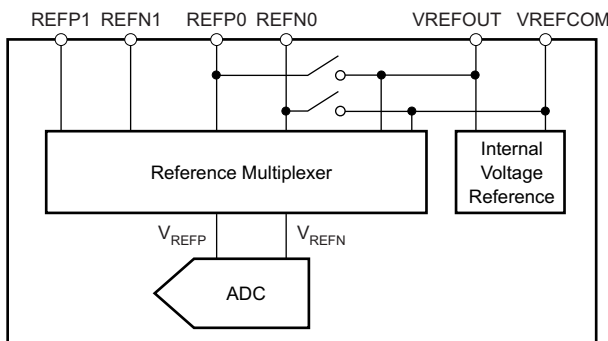 REFP1 REFN1 REFP0 REFN0 VREFOUT VREFCOM
Reference Multiplexer
Internal
Voltage
Reference
VREFP VREFN
ADC